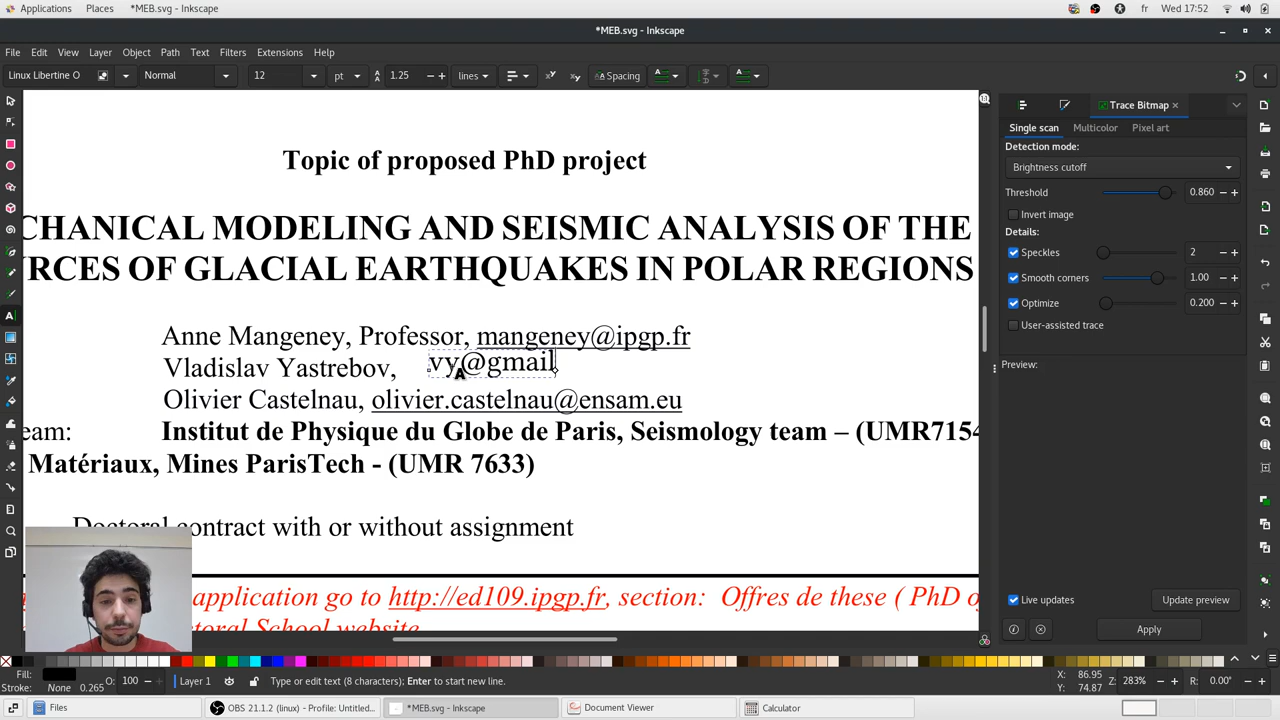 Applications Places *MEB.svg - Inkscape fr Wed 17:52
*MEB.svg - Inkscape
File Edit View Layer Object Path Text Filters Extensions Help
Linux Libertine O Normal 12 pt 1.25 lines Spacing
Topic of proposed PhD project
CHANICAL MODELING AND SEISMIC ANALYSIS OF THE
RCES OF GLACIAL EARTHQUAKES IN POLAR REGIONS
Anne Mangeney, Professor, mangeney@ipgp.fr
Vladislav Yastrebov, vy@gmail
Olivier Castelnau, olivier.castelnau@ensam.eu
eam: Institut de Physique du Globe de Paris, Seismology team – (UMR7154
Matériaux, Mines ParisTech - (UMR 7633)
Doctoral contract with or without assignment
application go to http://ed109.ipgp.fr, section: Offres de these ( PhD o
ctoral School website
Trace Bitmap
Single scan Multicolor Pixel art
Detection mode:
Brightness cutoff
Threshold 0.860
Invert image
Details:
Speckles 2
Smooth corners 1.00
Optimize 0.200
User-assisted trace
Preview:
Live updates Update preview
Apply
Fill: Stroke: None 0.265 O: 100 Layer 1 Type or edit text (8 characters); Enter to start new line. X: 86.95 Y: 74.87 Z: 283% R: 0.00°
Files OBS 21.1.2 (linux) - Profile: Untitled... *MEB.svg - Inkscape Document Viewer Calculator